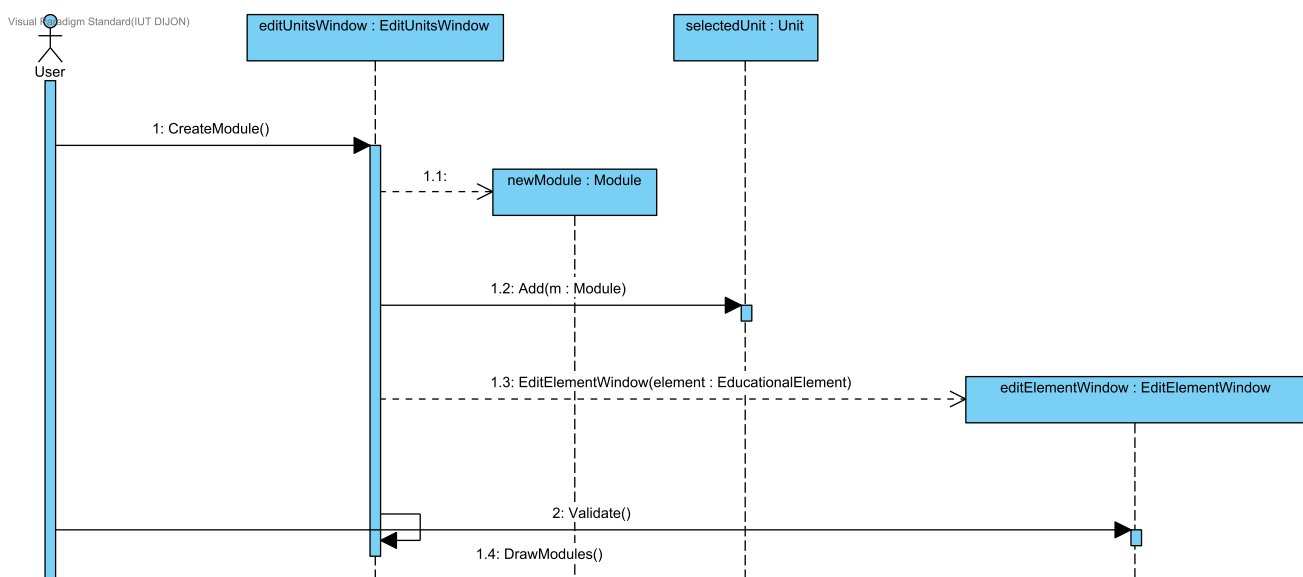 Visual Paradigm Standard(IUT DIJON)
editUnitsWindow : EditUnitsWindow
selectedUnit : Unit
User
1: CreateModule()
1.1:
newModule : Module
1.2: Add(m : Module)
1.3: EditElementWindow(element : EducationalElement)
editElementWindow : EditElementWindow
2: Validate()
1.4: DrawModules()